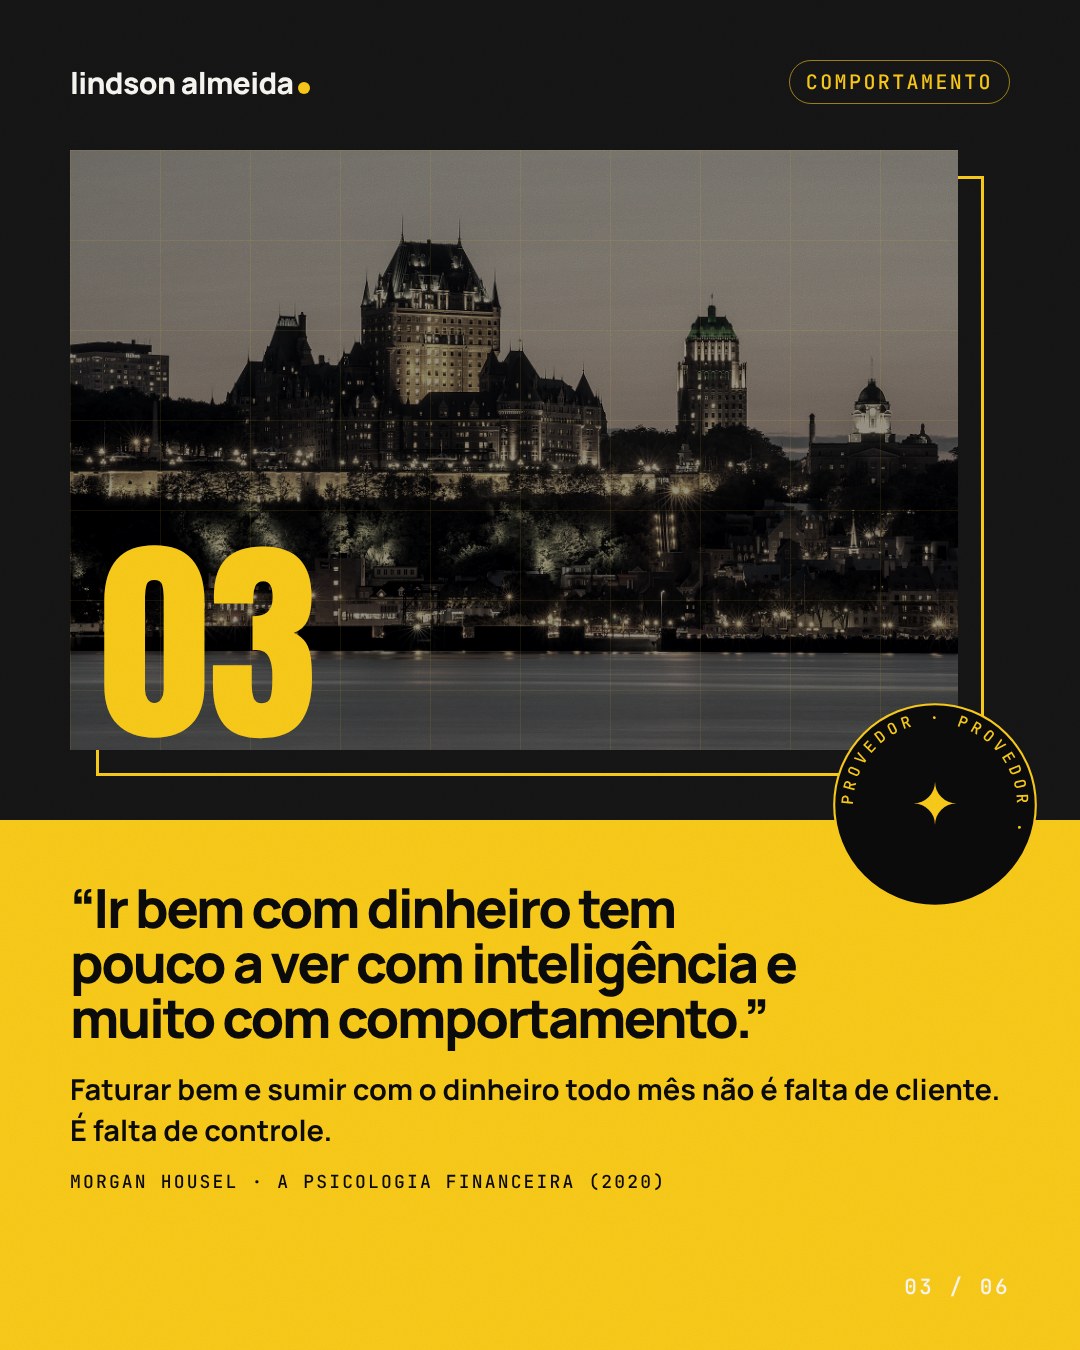 lindson almeida
COMPORTAMENTO
03
PROVEDOR · PROVEDOR ·
“Ir bem com dinheiro tem
pouco a ver com inteligência e
muito com comportamento.”
Faturar bem e sumir com o dinheiro todo mês não é falta de cliente.
É falta de controle.
MORGAN HOUSEL · A PSICOLOGIA FINANCEIRA (2020)
03 / 06